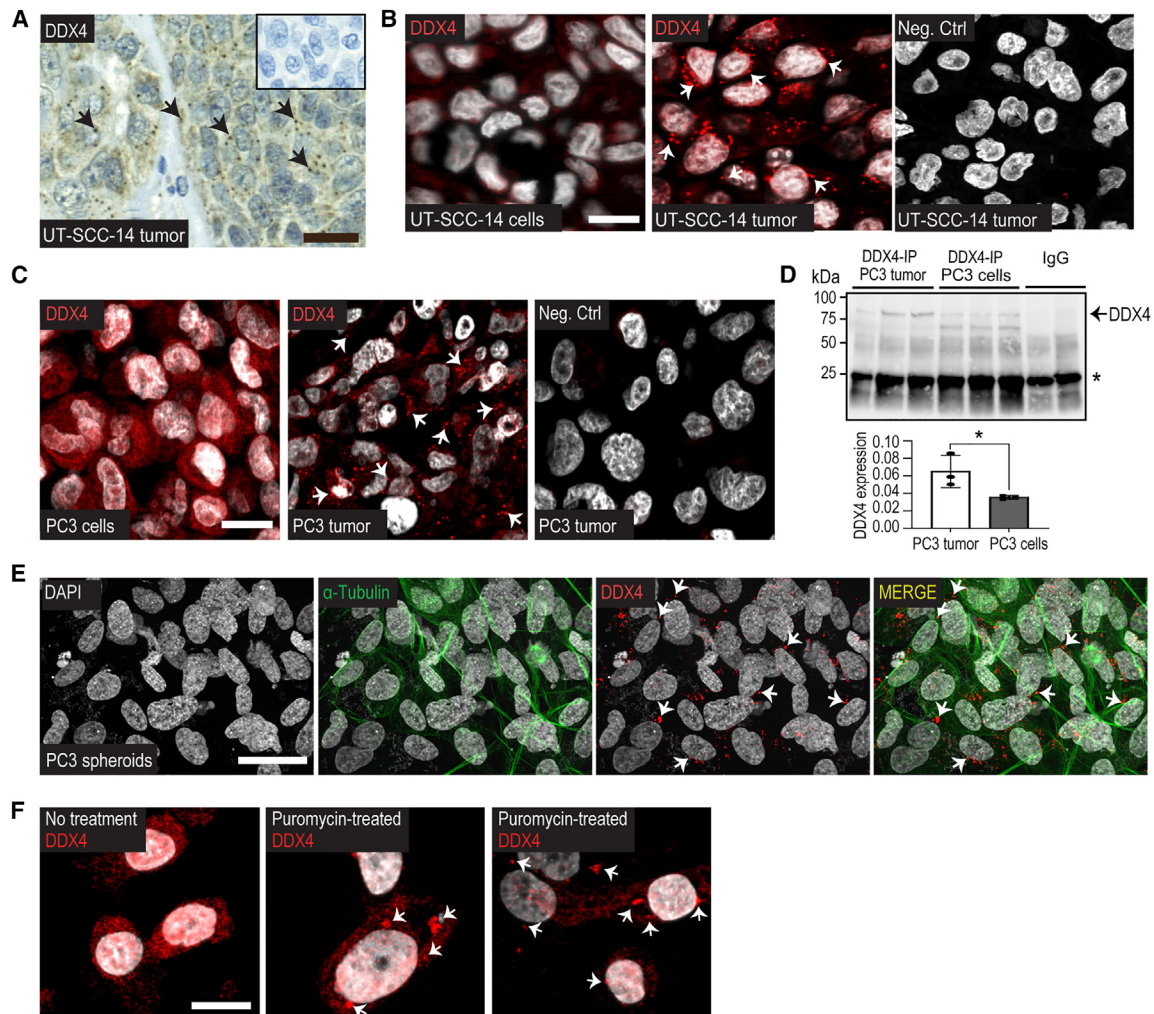 A
DDX4
UT-SCC-14 tumor
B
DDX4
UT-SCC-14 cells
DDX4
UT-SCC-14 tumor
Neg. Ctrl
UT-SCC-14 tumor
C
DDX4
PC3 cells
DDX4
PC3 tumor
Neg. Ctrl
PC3 tumor
D
kDa
DDX4-IP
PC3 tumor
DDX4-IP
PC3 cells
IgG
100
75
50
25
DDX4
*
DDX4 expression
0.10
0.08
0.06
0.04
0.02
0.00
*
PC3 tumor
PC3 cells
E
DAPI
PC3 spheroids
α-Tubulin
DDX4
MERGE
F
No treatment
DDX4
Puromycin-treated
DDX4
Puromycin-treated
DDX4